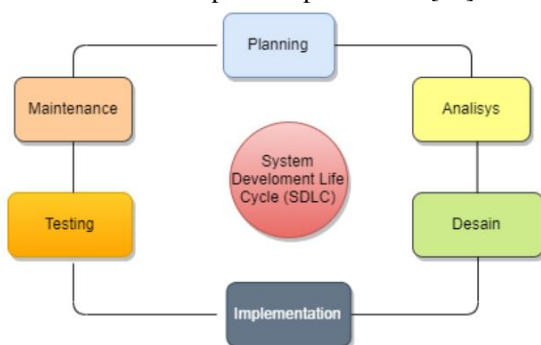 Planning
Maintenance
Analisys
System
Develoment Life
Cycle (SDLC)
Testing
Desain
Implementation